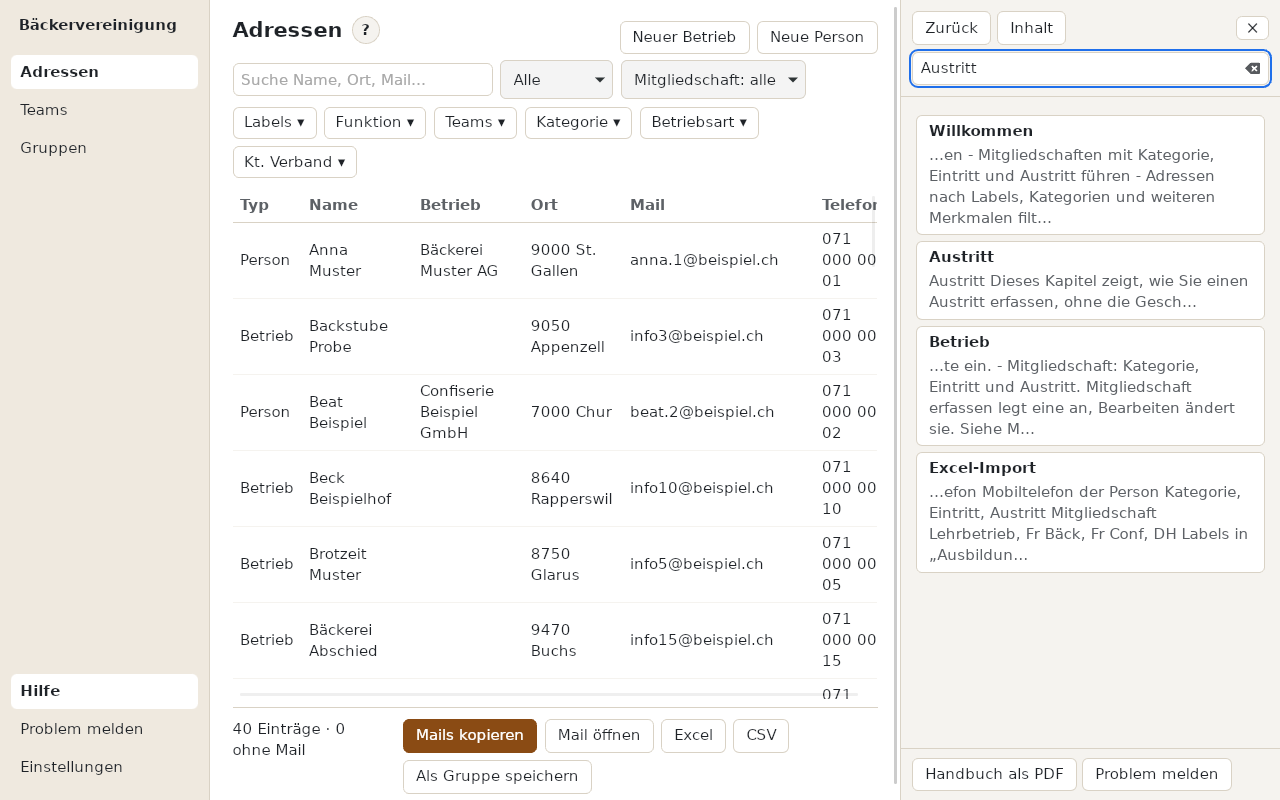 Bäckervereinigung
Adressen
Teams
Gruppen
Hilfe
Problem melden
Einstellungen
Adressen ?
Neuer Betrieb
Neue Person
Suche Name, Ort, Mail...
Alle
Mitgliedschaft: alle
Labels ▾
Funktion ▾
Teams ▾
Kategorie ▾
Betriebsart ▾
Kt. Verband ▾
Typ Name Betrieb Ort Mail Telefon
Person Anna Muster Bäckerei Muster AG 9000 St. Gallen anna.1@beispiel.ch 071 000 00 01
Betrieb Backstube Probe 9050 Appenzell info3@beispiel.ch 071 000 00 03
Person Beat Beispiel Confiserie Beispiel GmbH 7000 Chur beat.2@beispiel.ch 071 000 00 02
Betrieb Beck Beispielhof 8640 Rapperswil info10@beispiel.ch 071 000 00 10
Betrieb Brotzeit Muster 8750 Glarus info5@beispiel.ch 071 000 00 05
Betrieb Bäckerei Abschied 9470 Buchs info15@beispiel.ch 071 000 00 15
071
40 Einträge · 0
ohne Mail
Mails kopieren
Mail öffnen
Excel
CSV
Als Gruppe speichern
Zurück
Inhalt
×
Austritt
Willkommen
…en - Mitgliedschaften mit Kategorie,
Eintritt und Austritt führen - Adressen
nach Labels, Kategorien und weiteren
Merkmalen filt…
Austritt
Austritt Dieses Kapitel zeigt, wie Sie einen
Austritt erfassen, ohne die Gesch…
Betrieb
…te ein. - Mitgliedschaft: Kategorie,
Eintritt und Austritt. Mitgliedschaft
erfassen legt eine an, Bearbeiten ändert
sie. Siehe M…
Excel-Import
…efon Mobiltelefon der Person Kategorie,
Eintritt, Austritt Mitgliedschaft
Lehrbetrieb, Fr Bäck, Fr Conf, DH Labels in
„Ausbildun…
Handbuch als PDF
Problem melden